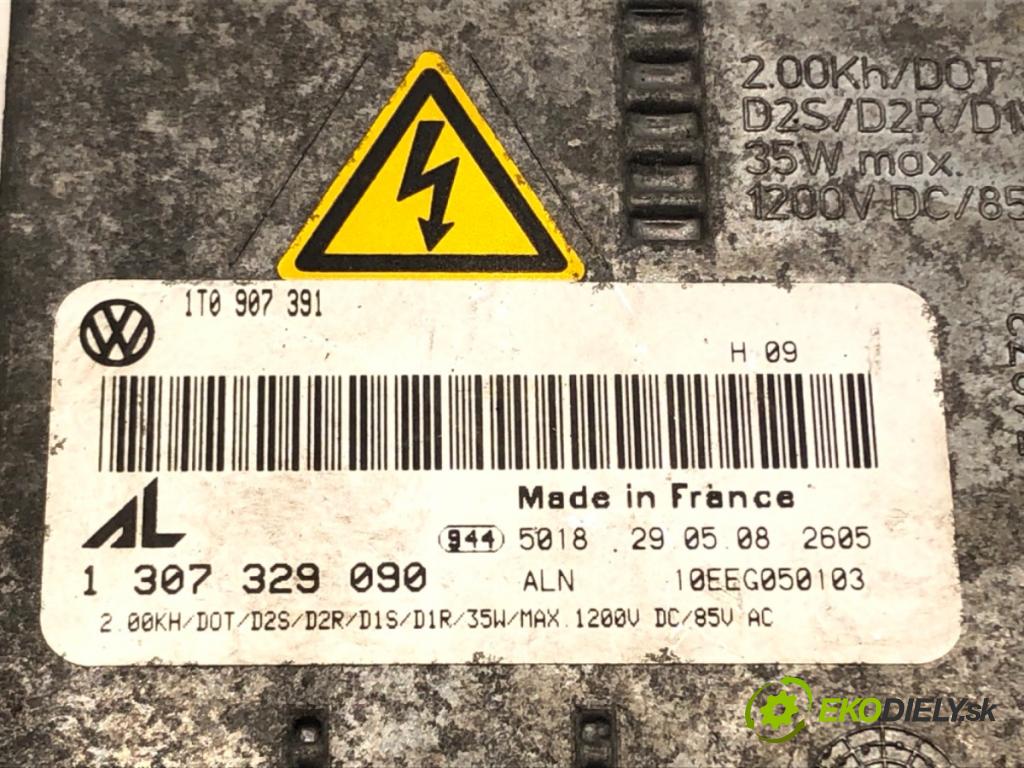 2.00Kh/DOT
D2S/D2R/D1
35W max.
1200V DC/85
VW
1T0 907 391
H 09
AL
Made in France
944 5018 29.05.08 2605
1 307 329 090
ALN 10EEG050103
2.00KH/DOT/D2S/D2R/D1S/D1R/35W/MAX.1200V DC/85V AC
EKODIELY.sk